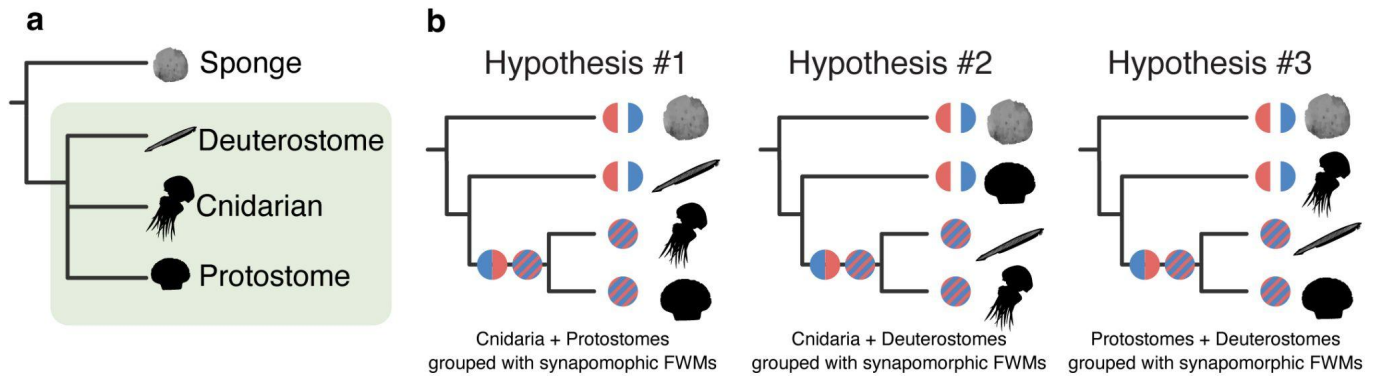 a
Sponge
Deuterostome
Cnidarian
Protostome
b
Hypothesis #1
Cnidaria + Protostomes
grouped with synapomophic FWMs
Hypothesis #2
Cnidaria + Deuterostomes
grouped with synapomorphic FWMs
Hypothesis #3
Protostomes + Deuterostomes
grouped with synapomorphic FWMs